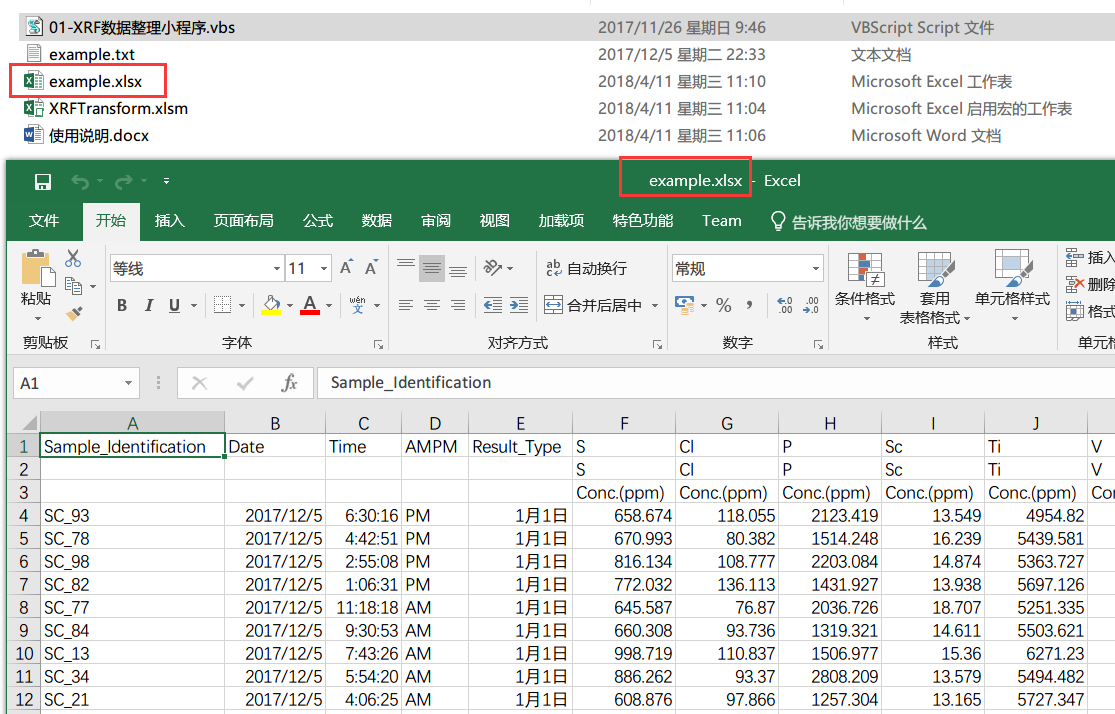 01-XRF数据整理小程序.vbs 2017/11/26 星期日 9:46 VBScript Script 文件
example.txt 2017/12/5 星期二 22:33 文本文档
example.xlsx 2018/4/11 星期三 11:10 Microsoft Excel 工作表
XRFTransform.xlsm 2018/4/11 星期三 11:04 Microsoft Excel 启用宏的工作表
使用说明.docx 2018/4/11 星期三 11:06 Microsoft Word 文档
example.xlsx - Excel
文件 开始 插入 页面布局 公式 数据 审阅 视图 加载项 特色功能 Team 告诉我你想要做什么
等线 11 A A ab c 自动换行 常规 插入
粘贴 条件格式 套用 单元格样式 删除
B I U A wén 文 合并后居中 % , .0 .00 .00 .0 表格格式 格式
剪贴板 字体 对齐方式 数字 样式 单元格
A1 fx Sample_Identification
A B C D E F G H I J
1 Sample_Identification Date Time AMPM Result_Type S Cl P Sc Ti V
2 S Cl P Sc Ti V
3 Conc.(ppm) Conc.(ppm) Conc.(ppm) Conc.(ppm) Conc.(ppm) Con
4 SC_93 2017/12/5 6:30:16 PM 1月1日 658.674 118.055 2123.419 13.549 4954.82
5 SC_78 2017/12/5 4:42:51 PM 1月1日 670.993 80.382 1514.248 16.239 5439.581
6 SC_98 2017/12/5 2:55:08 PM 1月1日 816.134 108.777 2203.084 14.874 5363.727
7 SC_82 2017/12/5 1:06:31 PM 1月1日 772.032 136.113 1431.927 13.938 5697.126
8 SC_77 2017/12/5 11:18:18 AM 1月1日 645.587 76.87 2036.726 18.707 5251.335
9 SC_84 2017/12/5 9:30:53 AM 1月1日 660.308 93.736 1319.321 14.611 5503.621
10 SC_13 2017/12/5 7:43:26 AM 1月1日 998.719 110.837 1506.977 15.36 6271.23
11 SC_34 2017/12/5 5:54:20 AM 1月1日 886.262 93.37 2808.209 13.579 5494.482
12 SC_21 2017/12/5 4:06:25 AM 1月1日 608.876 97.866 1257.304 13.165 5727.347